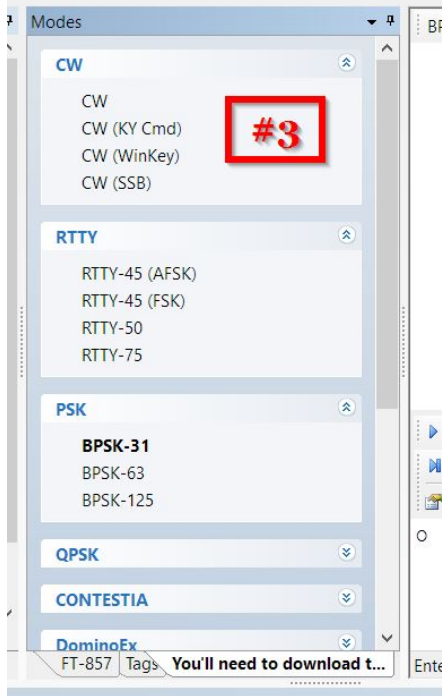 Modes
BP
CW
CW
CW (KY Cmd)
#3
CW (WinKey)
CW (SSB)
RTTY
RTTY-45 (AFSK)
RTTY-45 (FSK)
RTTY-50
RTTY-75
PSK
BPSK-31
BPSK-63
BPSK-125
QPSK
O
CONTESTIA
DominoEx
FT-857 Tags You'll need to download t...
Ente